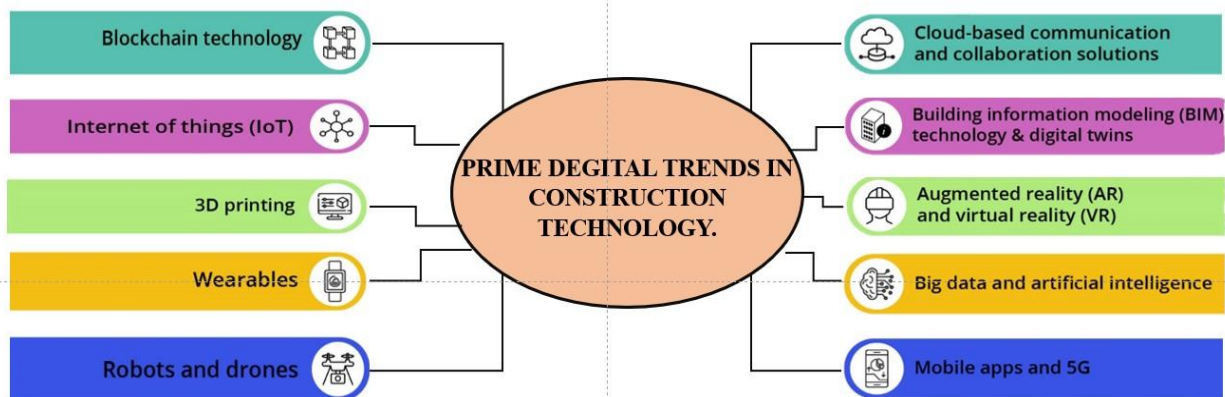 Blockchain technology
Internet of things (IoT)
3D printing
Wearables
Robots and drones
PRIME DEGITAL TRENDS IN
CONSTRUCTION
TECHNOLOGY.
Cloud-based communication
and collaboration solutions
Building information modeling (BIM)
technology & digital twins
Augmented reality (AR)
and virtual reality (VR)
Big data and artificial intelligence
Mobile apps and 5G